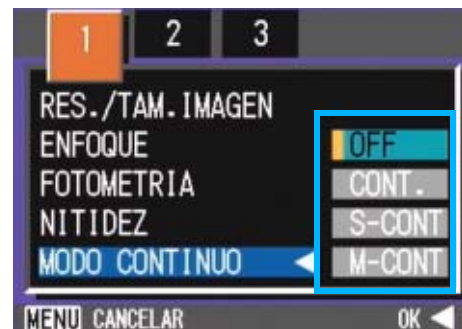 1 2 3
RES./TAM.IMAGEN
ENFOQUE OFF
FOTOMETRIA CONT.
NITIDEZ S-CONT
MODO CONTINUO M-CONT
MENU CANCELAR OK